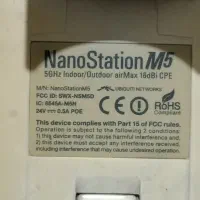 NanoStation M5
5GHz Indoor/Outdoor airMax 16dBi CPE
M/N: NanoStationM5
UBIQUITI NETWORKS
FCC ID: SWX-NSM5D
IC: 6545A-NSH
24V ⎓ 0.5A POE
FC CE RoHS
COMPLIANT
This device complies with Part 15 of FCC rules.
Operation is subject to the following 2 conditions
1) this device may not cause harmful interference and
2) this device must accept any interference received,
including interference that may cause undesired